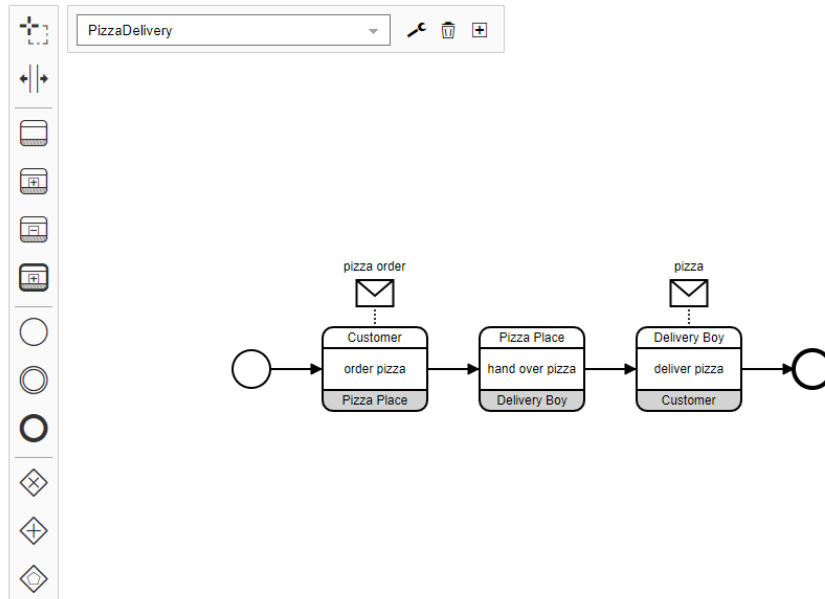 PizzaDelivery
pizza order
pizza
Customer
Pizza Place
Delivery Boy
order pizza
hand over pizza
deliver pizza
Pizza Place
Delivery Boy
Customer